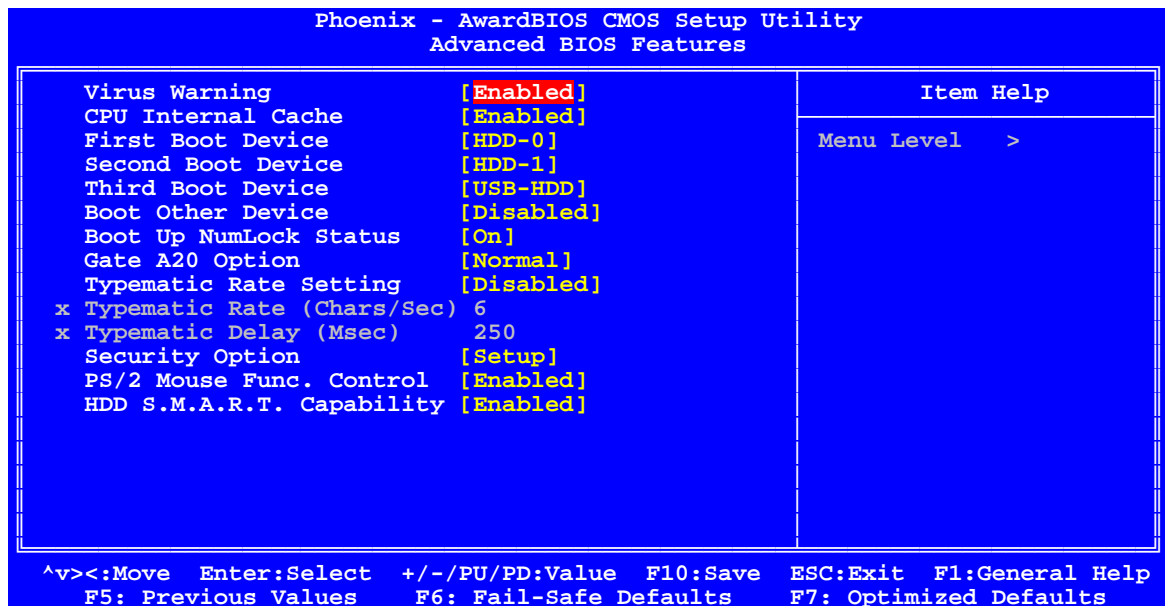 Phoenix - AwardBIOS CMOS Setup Utility
Advanced BIOS Features
Virus Warning [Enabled] Item Help
CPU Internal Cache [Enabled]
First Boot Device [HDD-0] Menu Level >
Second Boot Device [HDD-1]
Third Boot Device [USB-HDD]
Boot Other Device [Disabled]
Boot Up NumLock Status [On]
Gate A20 Option [Normal]
Typematic Rate Setting [Disabled]
x Typematic Rate (Chars/Sec) 6
x Typematic Delay (Msec) 250
Security Option [Setup]
PS/2 Mouse Func. Control [Enabled]
HDD S.M.A.R.T. Capability [Enabled]
^v><:Move Enter:Select +/-/PU/PD:Value F10:Save ESC:Exit F1:General Help
F5: Previous Values F6: Fail-Safe Defaults F7: Optimized Defaults